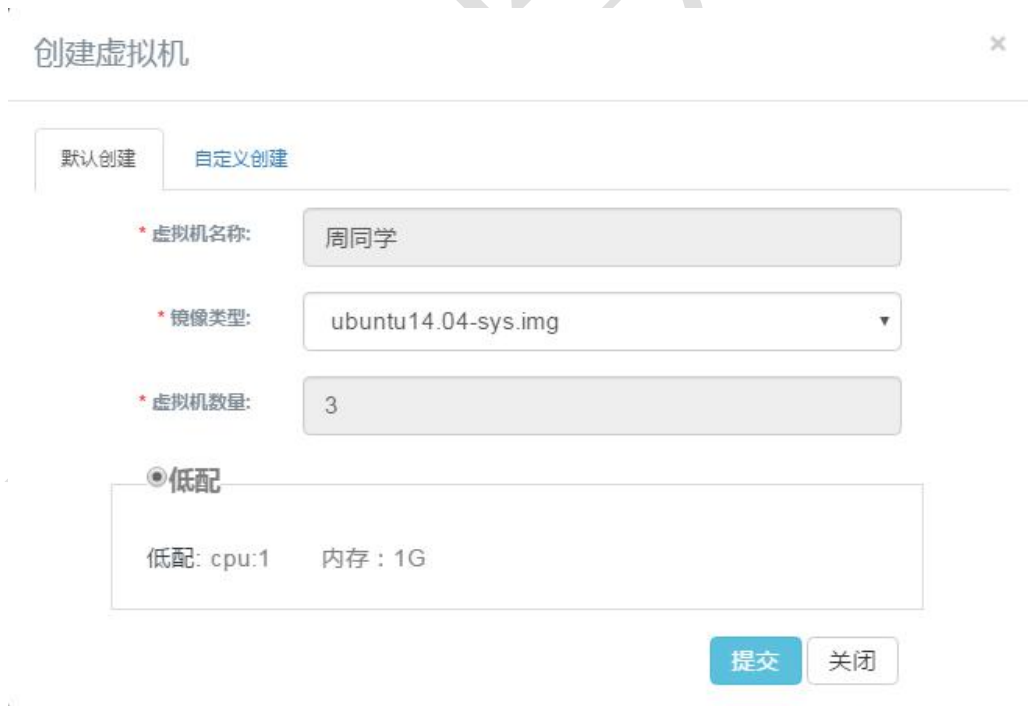 创建虚拟机 ×
默认创建 自定义创建
* 虚拟机名称: 周同学
* 镜像类型: ubuntu14.04-sys.img
* 虚拟机数量: 3
低配
低配: cpu:1 内存：1G
提交 关闭